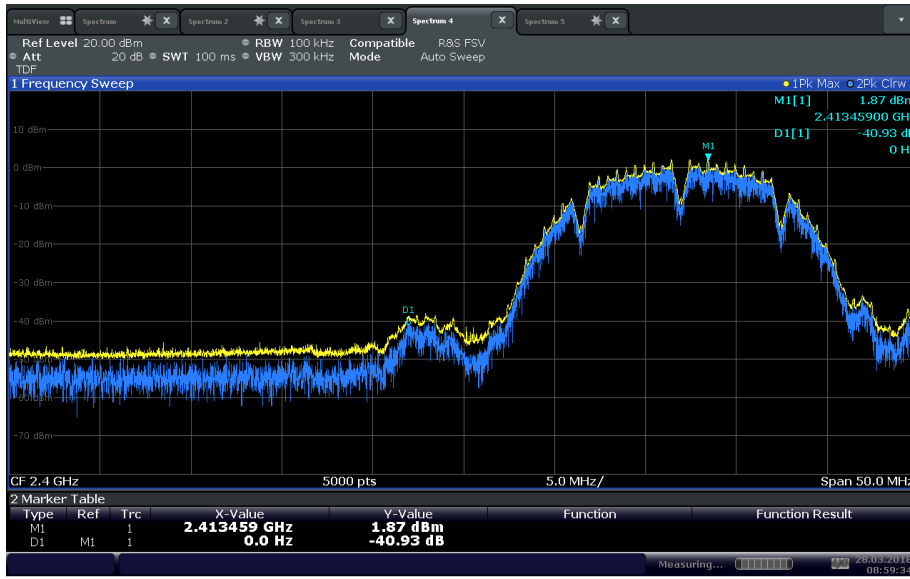 MultiView Spectrum X Spectrum 2 X Spectrum 3 X Spectrum 4 X Spectrum 5 X
Ref Level 20.00 dBm RBW 100 kHz Compatible R&S FSV
Att 20 dB SWT 100 ms VBW 300 kHz Mode Auto Sweep
TDF
1 Frequency Sweep 1Pk Max 2Pk Clrw
M1[1] 1.87 dBm
2.41345900 GH
D1[1] -40.93 d
0 H
10 dBm
M1
0 dBm
-10 dBm
-20 dBm
-30 dBm
D1
-40 dBm
-60 dBm
-70 dBm
CF 2.4 GHz 5000 pts 5.0 MHz/ Span 50.0 MHz
2 Marker Table
Type Ref Trc X-Value Y-Value Function Function Result
M1 1 2.413459 GHz 1.87 dBm
D1 M1 1 0.0 Hz -40.93 dB
Measuring... 28.03.2018
08:59:34